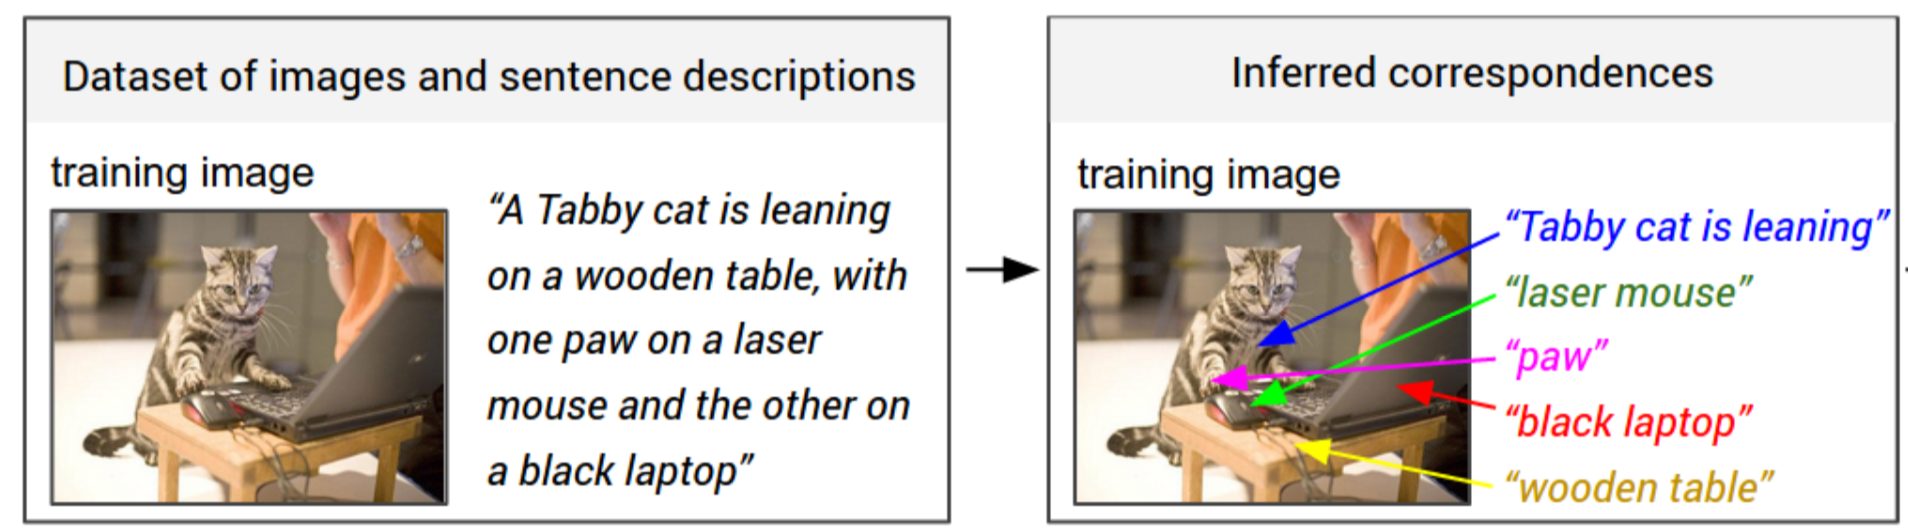 Dataset of images and sentence descriptions
training image
“A Tabby cat is leaning
on a wooden table, with
one paw on a laser
mouse and the other on
a black laptop”
Inferred correspondences
training image
“Tabby cat is leaning”
“laser mouse”
“paw”
“black laptop”
“wooden table”